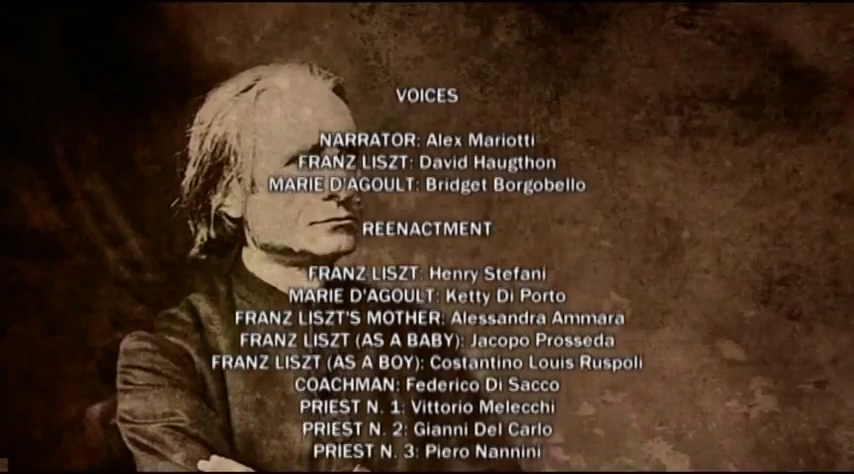 VOICES
NARRATOR: Alex Mariotti
FRANZ LISZT: David Haugthon
MARIE D'AGOULT: Bridget Borgobello
REENACTMENT
FRANZ LISZT: Henry Stefani
MARIE D'AGOULT: Ketty Di Porto
FRANZ LISZT'S MOTHER: Alessandra Ammara
FRANZ LISZT (AS A BABY): Jacopo Prosseda
FRANZ LISZT (AS A BOY): Costantino Louis Ruspoli
COACHMAN: Federico Di Sacco
PRIEST N. 1: Vittorio Melecchi
PRIEST N. 2: Gianni Del Carlo
PRIEST N. 3: Piero Nannini